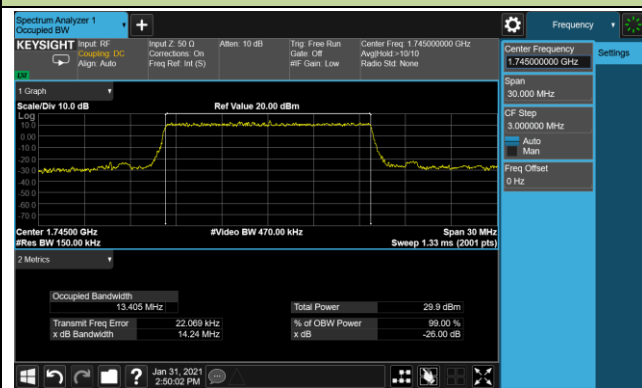 Spectrum Analyzer 1
Occupied BW
Frequency
KEYSIGHT
Input: RF
Coupling: DC
Align: Auto
Input Z: 50 Ω
Corrections: On
Freq Ref: Int (S)
Atten: 10 dB
Trig: Free Run
Gate: Off
#IF Gain: Low
Center Freq: 1.745000000 GHz
Avg|Hold:>10/10
Radio Std: None
Center Frequency
1.745000000 GHz
Settings
Span
30.000 MHz
CF Step
3.000000 MHz
Auto
Man
Freq Offset
0 Hz
1 Graph
Scale/Div 10.0 dB
Ref Value 20.00 dBm
Log
10.0
0.00
-10.0
-20.0
-30.0
-40.0
-50.0
-60.0
-70.0
Center 1.74500 GHz
#Video BW 470.00 kHz
Span 30 MHz
#Res BW 150.00 kHz
Sweep 1.33 ms (2001 pts)
2 Metrics
Occupied Bandwidth
13.405 MHz
Total Power 29.9 dBm
Transmit Freq Error 22.069 kHz
% of OBW Power 99.00 %
x dB Bandwidth 14.24 MHz
x dB -26.00 dB
Jan 31, 2021
2:50:02 PM